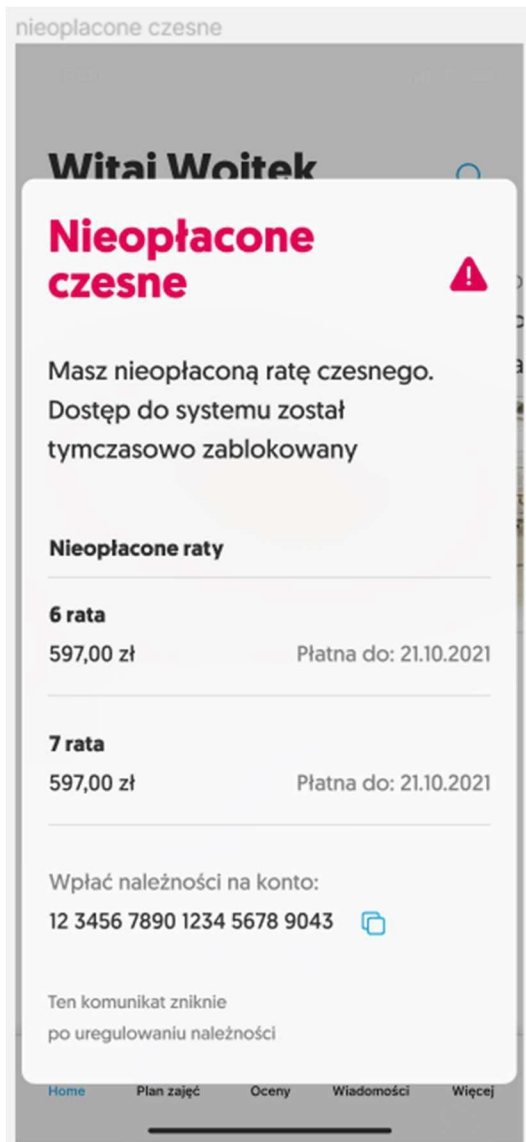 nieoplacone czesne
Witaj Wojtek
Nieopłacone
czesne
Masz nieopłaconą ratę czesnego.
Dostęp do systemu został
tymczasowo zablokowany
Nieopłacone raty
6 rata
597,00 zł Płatna do: 21.10.2021
7 rata
597,00 zł Płatna do: 21.10.2021
Wpłać należności na konto:
12 3456 7890 1234 5678 9043
Ten komunikat zniknie
po uregulowaniu należności
Home Plan zajęć Oceny Wiadomości Więcej